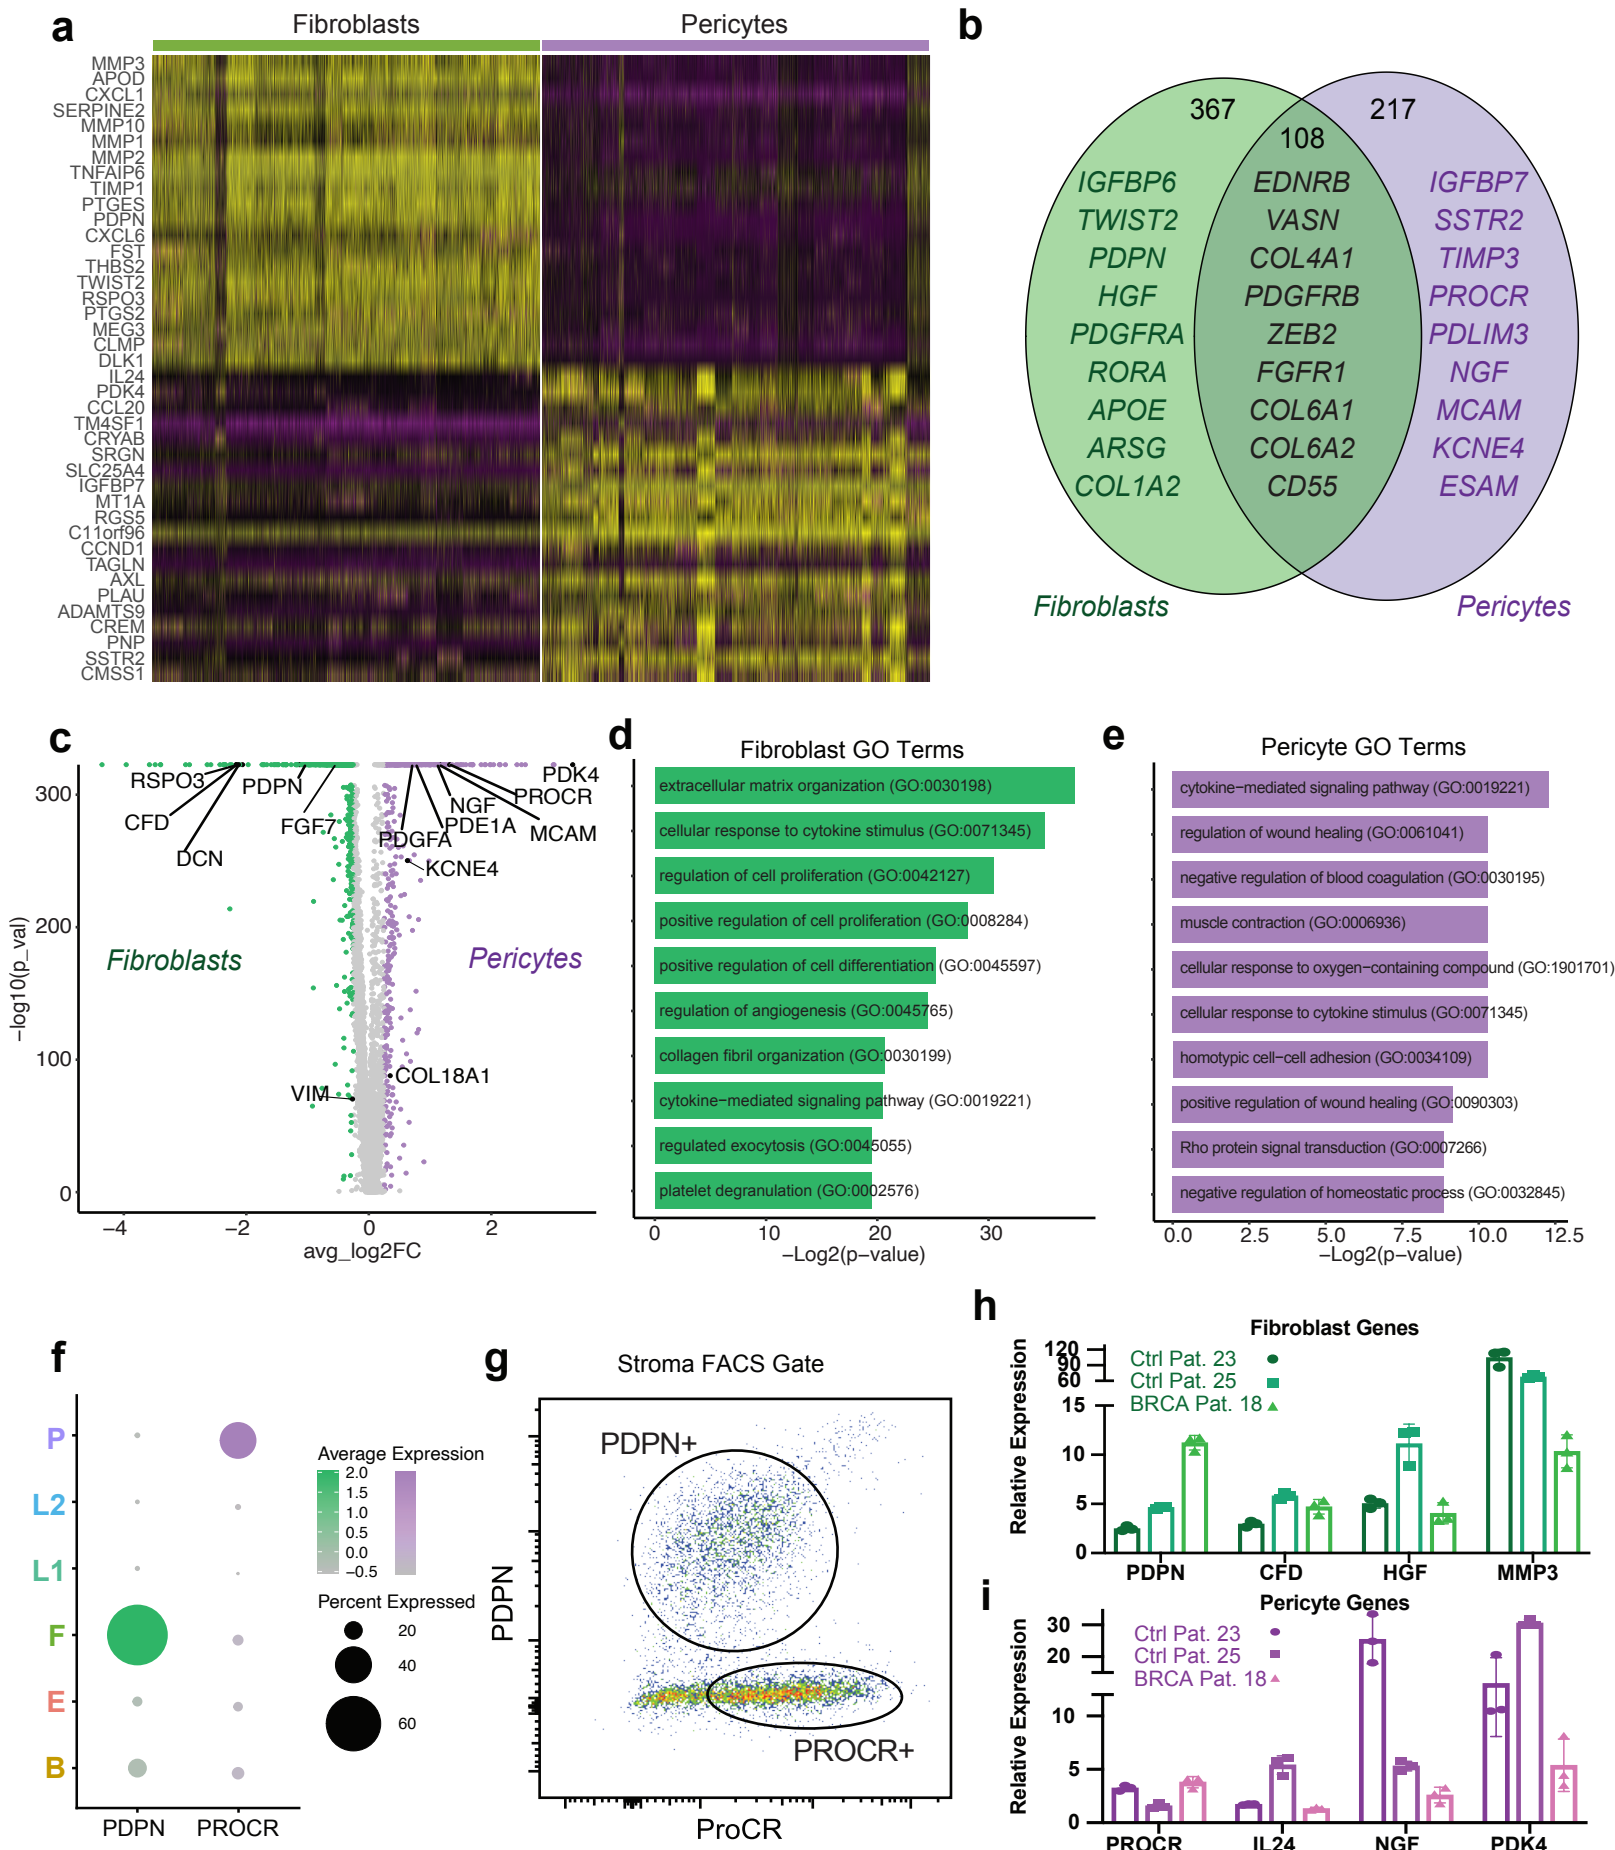 a
Fibroblasts
Pericytes
MMP3
APOD
CXCL1
SERPINE2
MMP10
MMP1
MMP2
TNFAIP6
TIMP1
PTGES
PDPN
CXCL6
FST
THBS2
TWIST2
RSPO3
PTGS2
MEG3
CLMP
DLK1
IL24
PDK4
CCL20
TM4SF1
CRYAB
SRGN
SLC25A4
IGFBP7
MT1A
RGS5
C11orf96
CCND1
TAGLN
AXL
PLAU
ADAMTS9
CREM
PNP
SSTR2
CMSS1
b
367
108
217
IGFBP6 EDNRB IGFBP7
TWIST2 VASN SSTR2
PDPN COL4A1 TIMP3
HGF PDGFRB PROCR
PDGFRA ZEB2 PDLIM3
RORA FGFR1 NGF
APOE COL6A1 MCAM
ARSG COL6A2 KCNE4
COL1A2 CD55 ESAM
Fibroblasts
Pericytes
c
−log10(p_val)
300
200
100
0
RSPO3
CFD
DCN
PDPN
FGF7
PDGFA
NGF
PDE1A
PROCR
PDK4
MCAM
KCNE4
Fibroblasts
Pericytes
VIM
COL18A1
−4 −2 0 2
avg_log2FC
d
Fibroblast GO Terms
extracellular matrix organization (GO:0030198)
cellular response to cytokine stimulus (GO:0071345)
regulation of cell proliferation (GO:0042127)
positive regulation of cell proliferation (GO:0008284)
positive regulation of cell differentiation (GO:0045597)
regulation of angiogenesis (GO:0045765)
collagen fibril organization (GO:0030199)
cytokine−mediated signaling pathway (GO:0019221)
regulated exocytosis (GO:0045055)
platelet degranulation (GO:0002576)
0 10 20 30
−Log2(p−value)
e
Pericyte GO Terms
cytokine−mediated signaling pathway (GO:0019221)
regulation of wound healing (GO:0061041)
negative regulation of blood coagulation (GO:0030195)
muscle contraction (GO:0006936)
cellular response to oxygen−containing compound (GO:1901701)
cellular response to cytokine stimulus (GO:0071345)
homotypic cell−cell adhesion (GO:0034109)
positive regulation of wound healing (GO:0090303)
Rho protein signal transduction (GO:0007266)
negative regulation of homeostatic process (GO:0032845)
0.0 2.5 5.0 7.5 10.0 12.5
−Log2(p−value)
f
P
L2
L1
F
E
B
PDPN PROCR
Average Expression
2.0
1.5
1.0
0.5
0.0
−0.5
Percent Expressed
20
40
60
g
Stroma FACS Gate
PDPN+
PROCR+
PDPN
ProCR
h
Fibroblast Genes
Relative Expression
120
90
60
15
10
5
0
Ctrl Pat. 23
Ctrl Pat. 25
BRCA Pat. 18
PDPN CFD HGF MMP3
i
Pericyte Genes
Relative Expression
30
20
10
5
0
Ctrl Pat. 23
Ctrl Pat. 25
BRCA Pat. 18
PROCR IL24 NGF PDK4